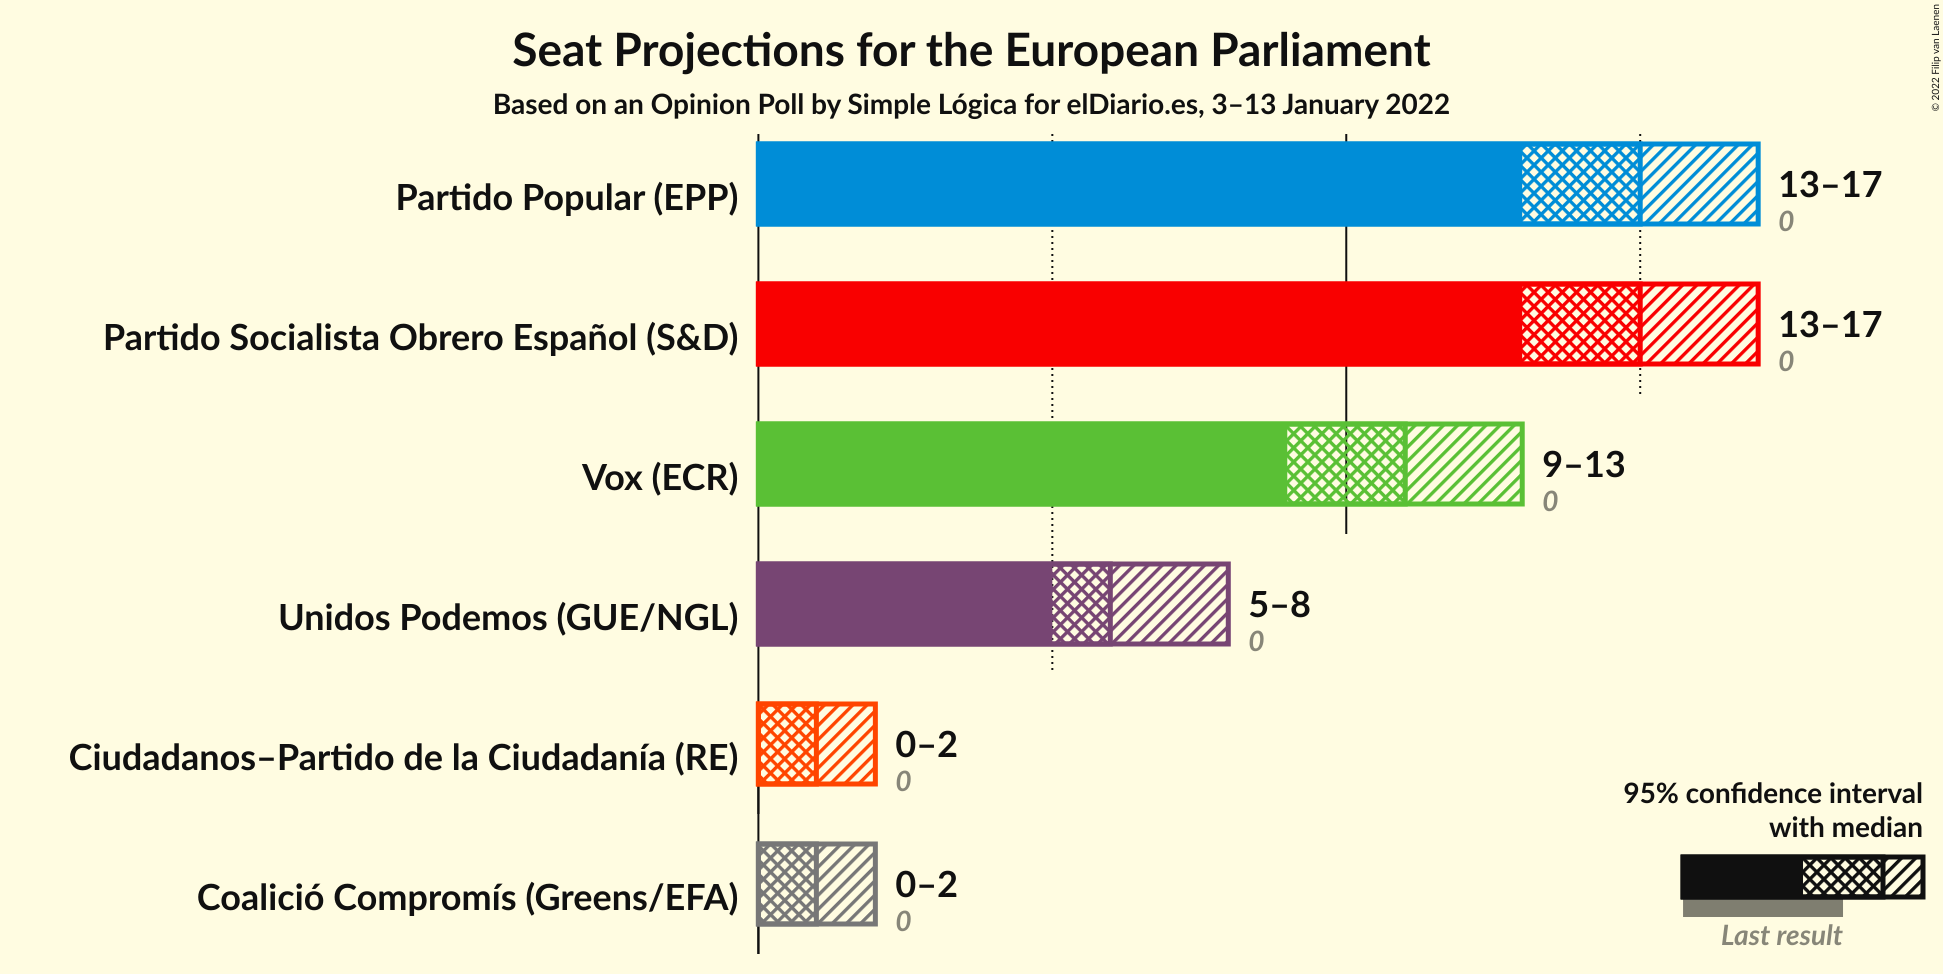 Seat Projections for the European Parliament
Based on an Opinion Poll by Simple Lógica for elDiario.es, 3–13 January 2022
© 2022 Filip van Laenen
Partido Popular (EPP)
13–17
0
Partido Socialista Obrero Español (S&D)
13–17
0
Vox (ECR)
9–13
0
Unidos Podemos (GUE/NGL)
5–8
0
Ciudadanos–Partido de la Ciudadanía (RE)
0–2
0
Coalició Compromís (Greens/EFA)
0–2
0
95% confidence interval
with median
Last result